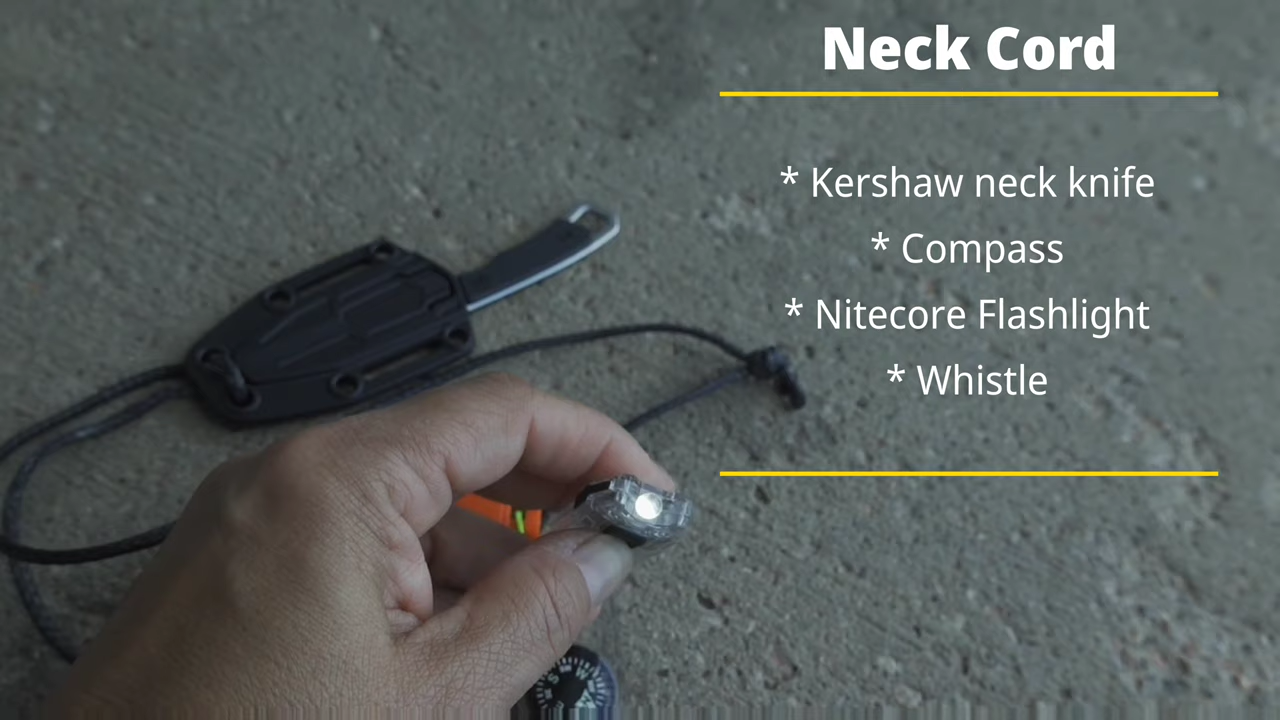 Neck Cord
* Kershaw neck knife
* Compass
* Nitecore Flashlight
* Whistle
S W